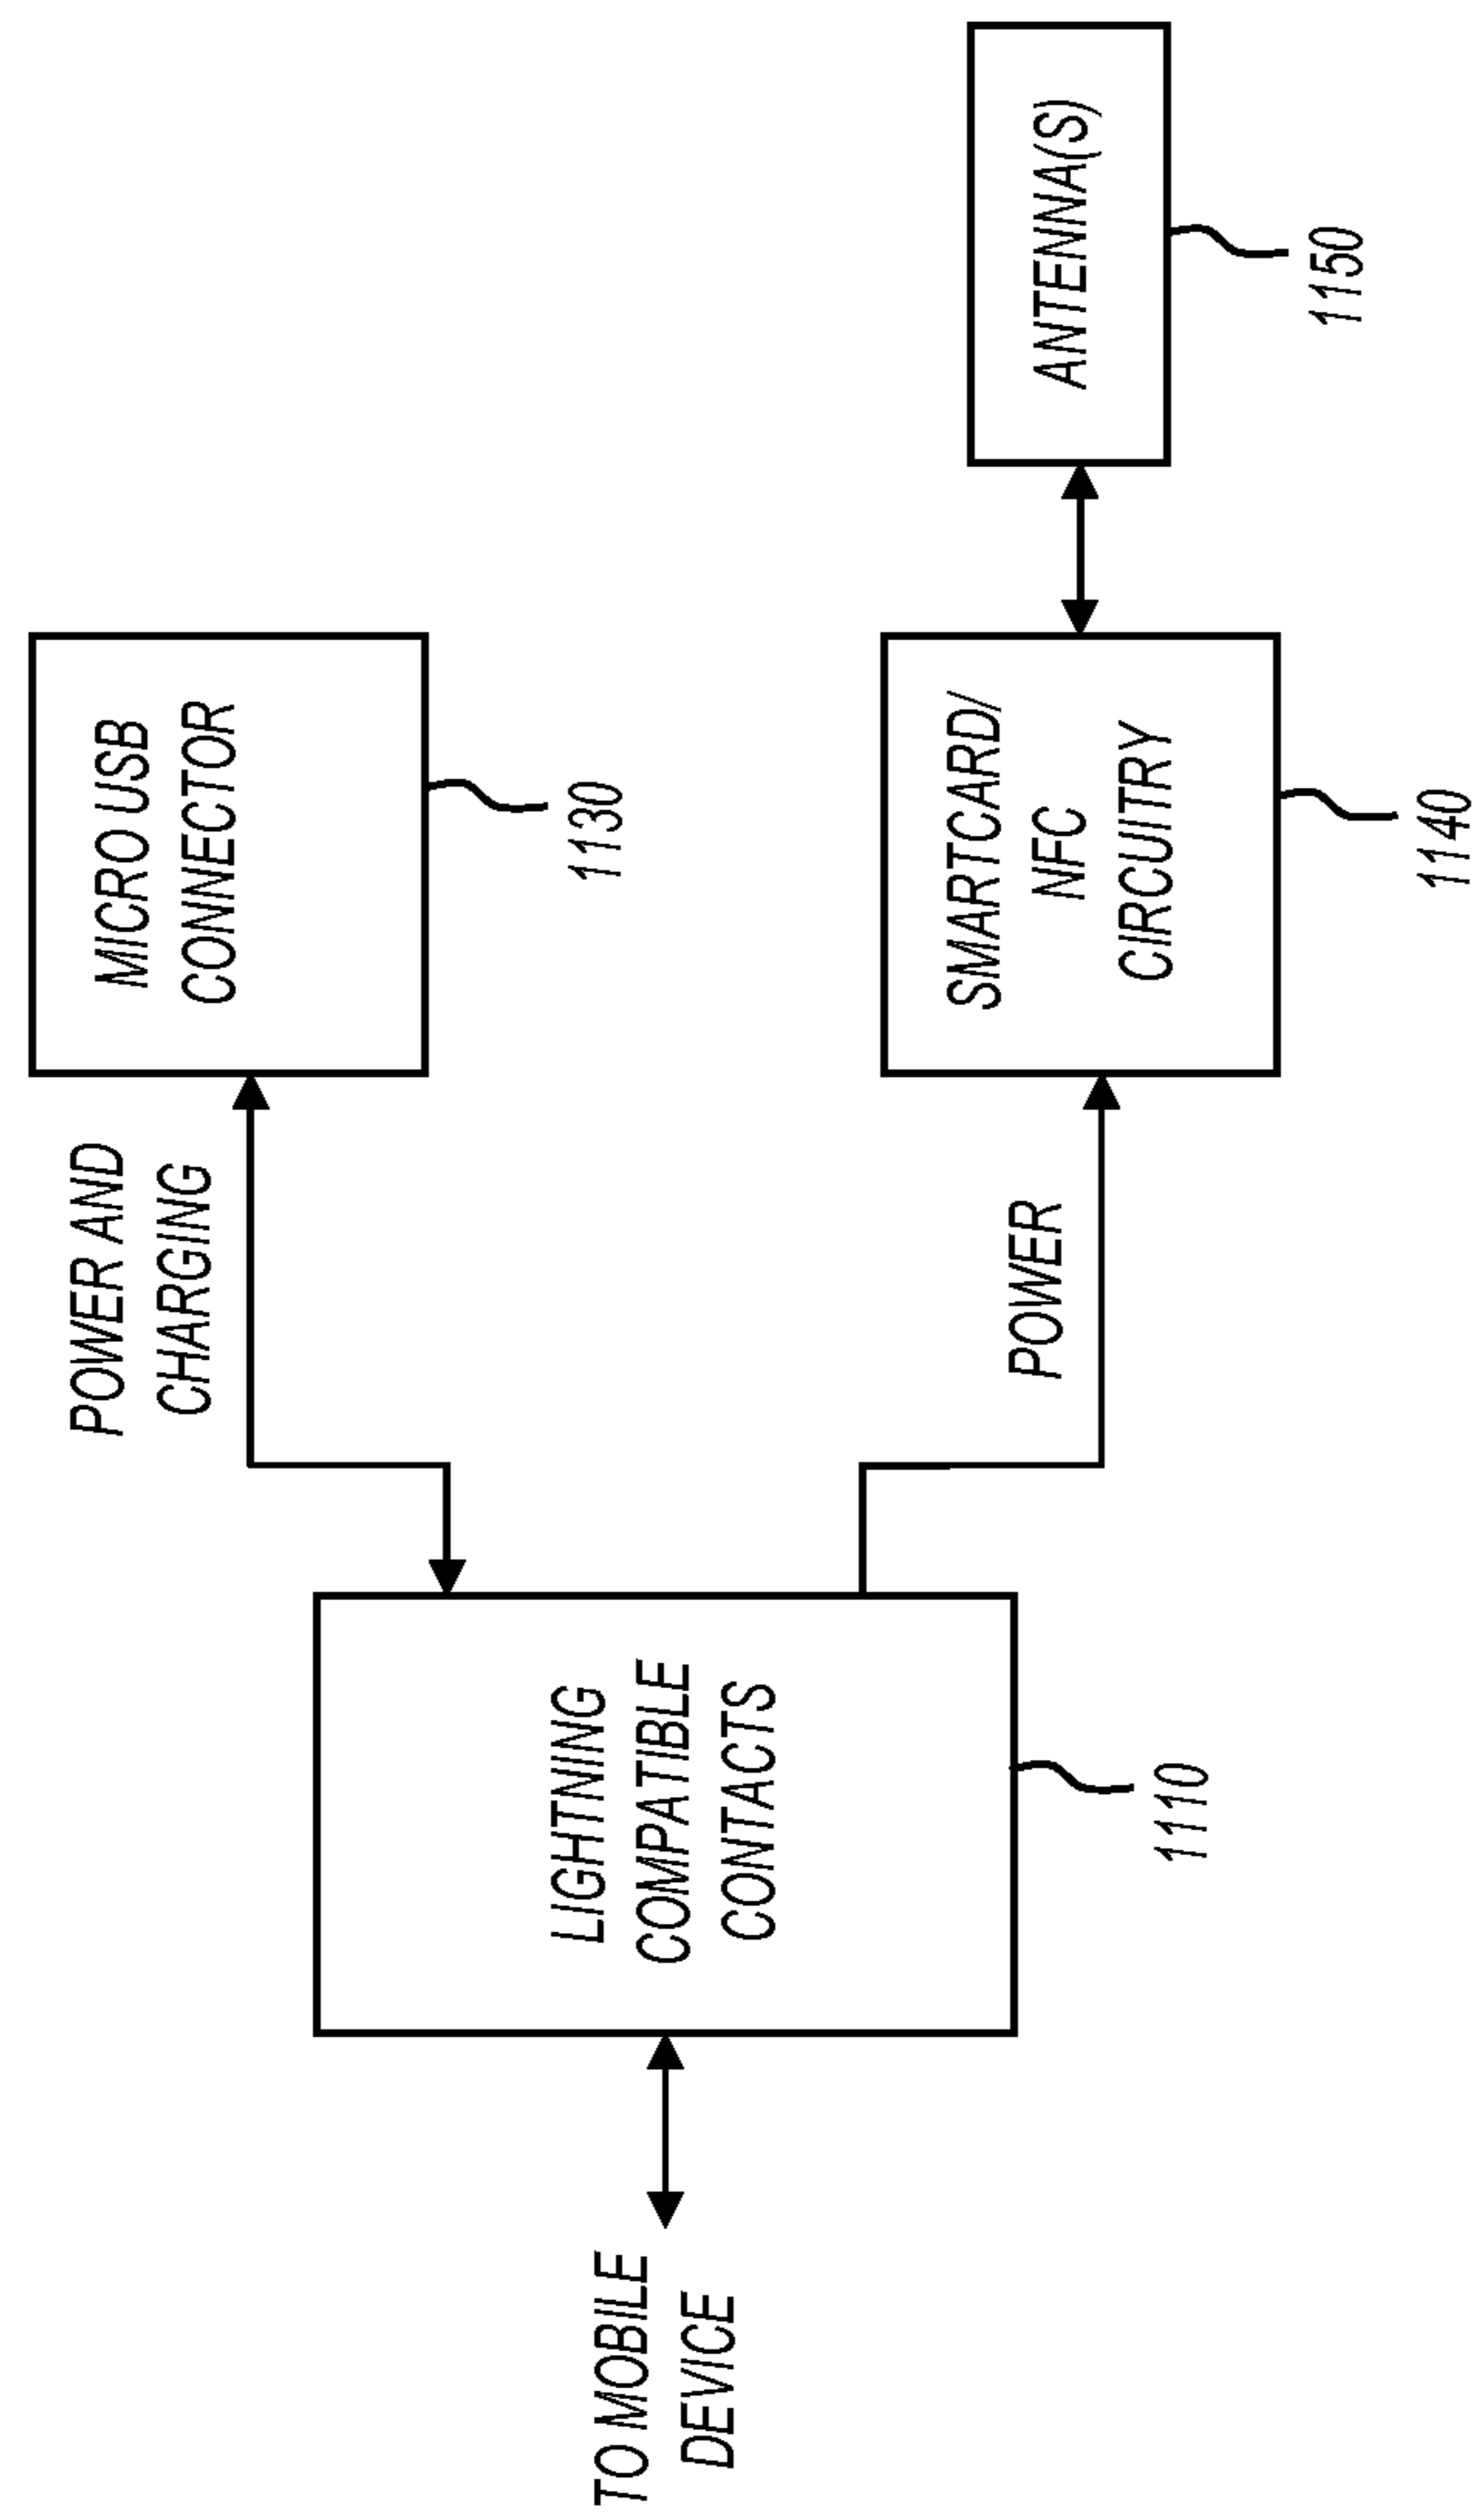 TO MOBILE
DEVICE
LIGHTNING
COMPATIBLE
CONTACTS
1110
POWER AND
CHARGING
MICRO USB
CONNECTOR
1130
POWER
SMARTCARD/
NFC
CIRCUITRY
1140
ANTENNA(S)
1150